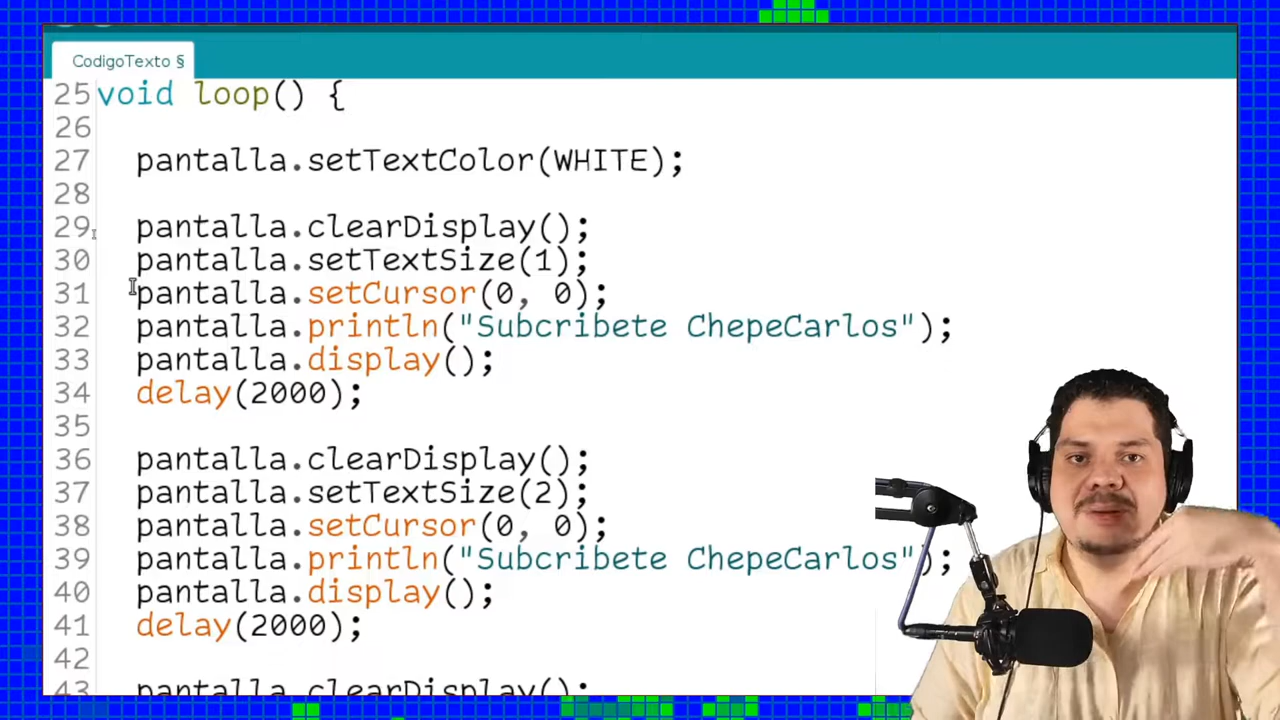 CodigoTexto §
25 void loop() {
26
27 pantalla.setTextColor(WHITE);
28
29 pantalla.clearDisplay();
30 pantalla.setTextSize(1);
31 pantalla.setCursor(0, 0);
32 pantalla.println("Subcribete ChepeCarlos");
33 pantalla.display();
34 delay(2000);
35
36 pantalla.clearDisplay();
37 pantalla.setTextSize(2);
38 pantalla.setCursor(0, 0);
39 pantalla.println("Subcribete ChepeCarlos");
40 pantalla.display();
41 delay(2000);
42
43 pantalla.clearDisplay();